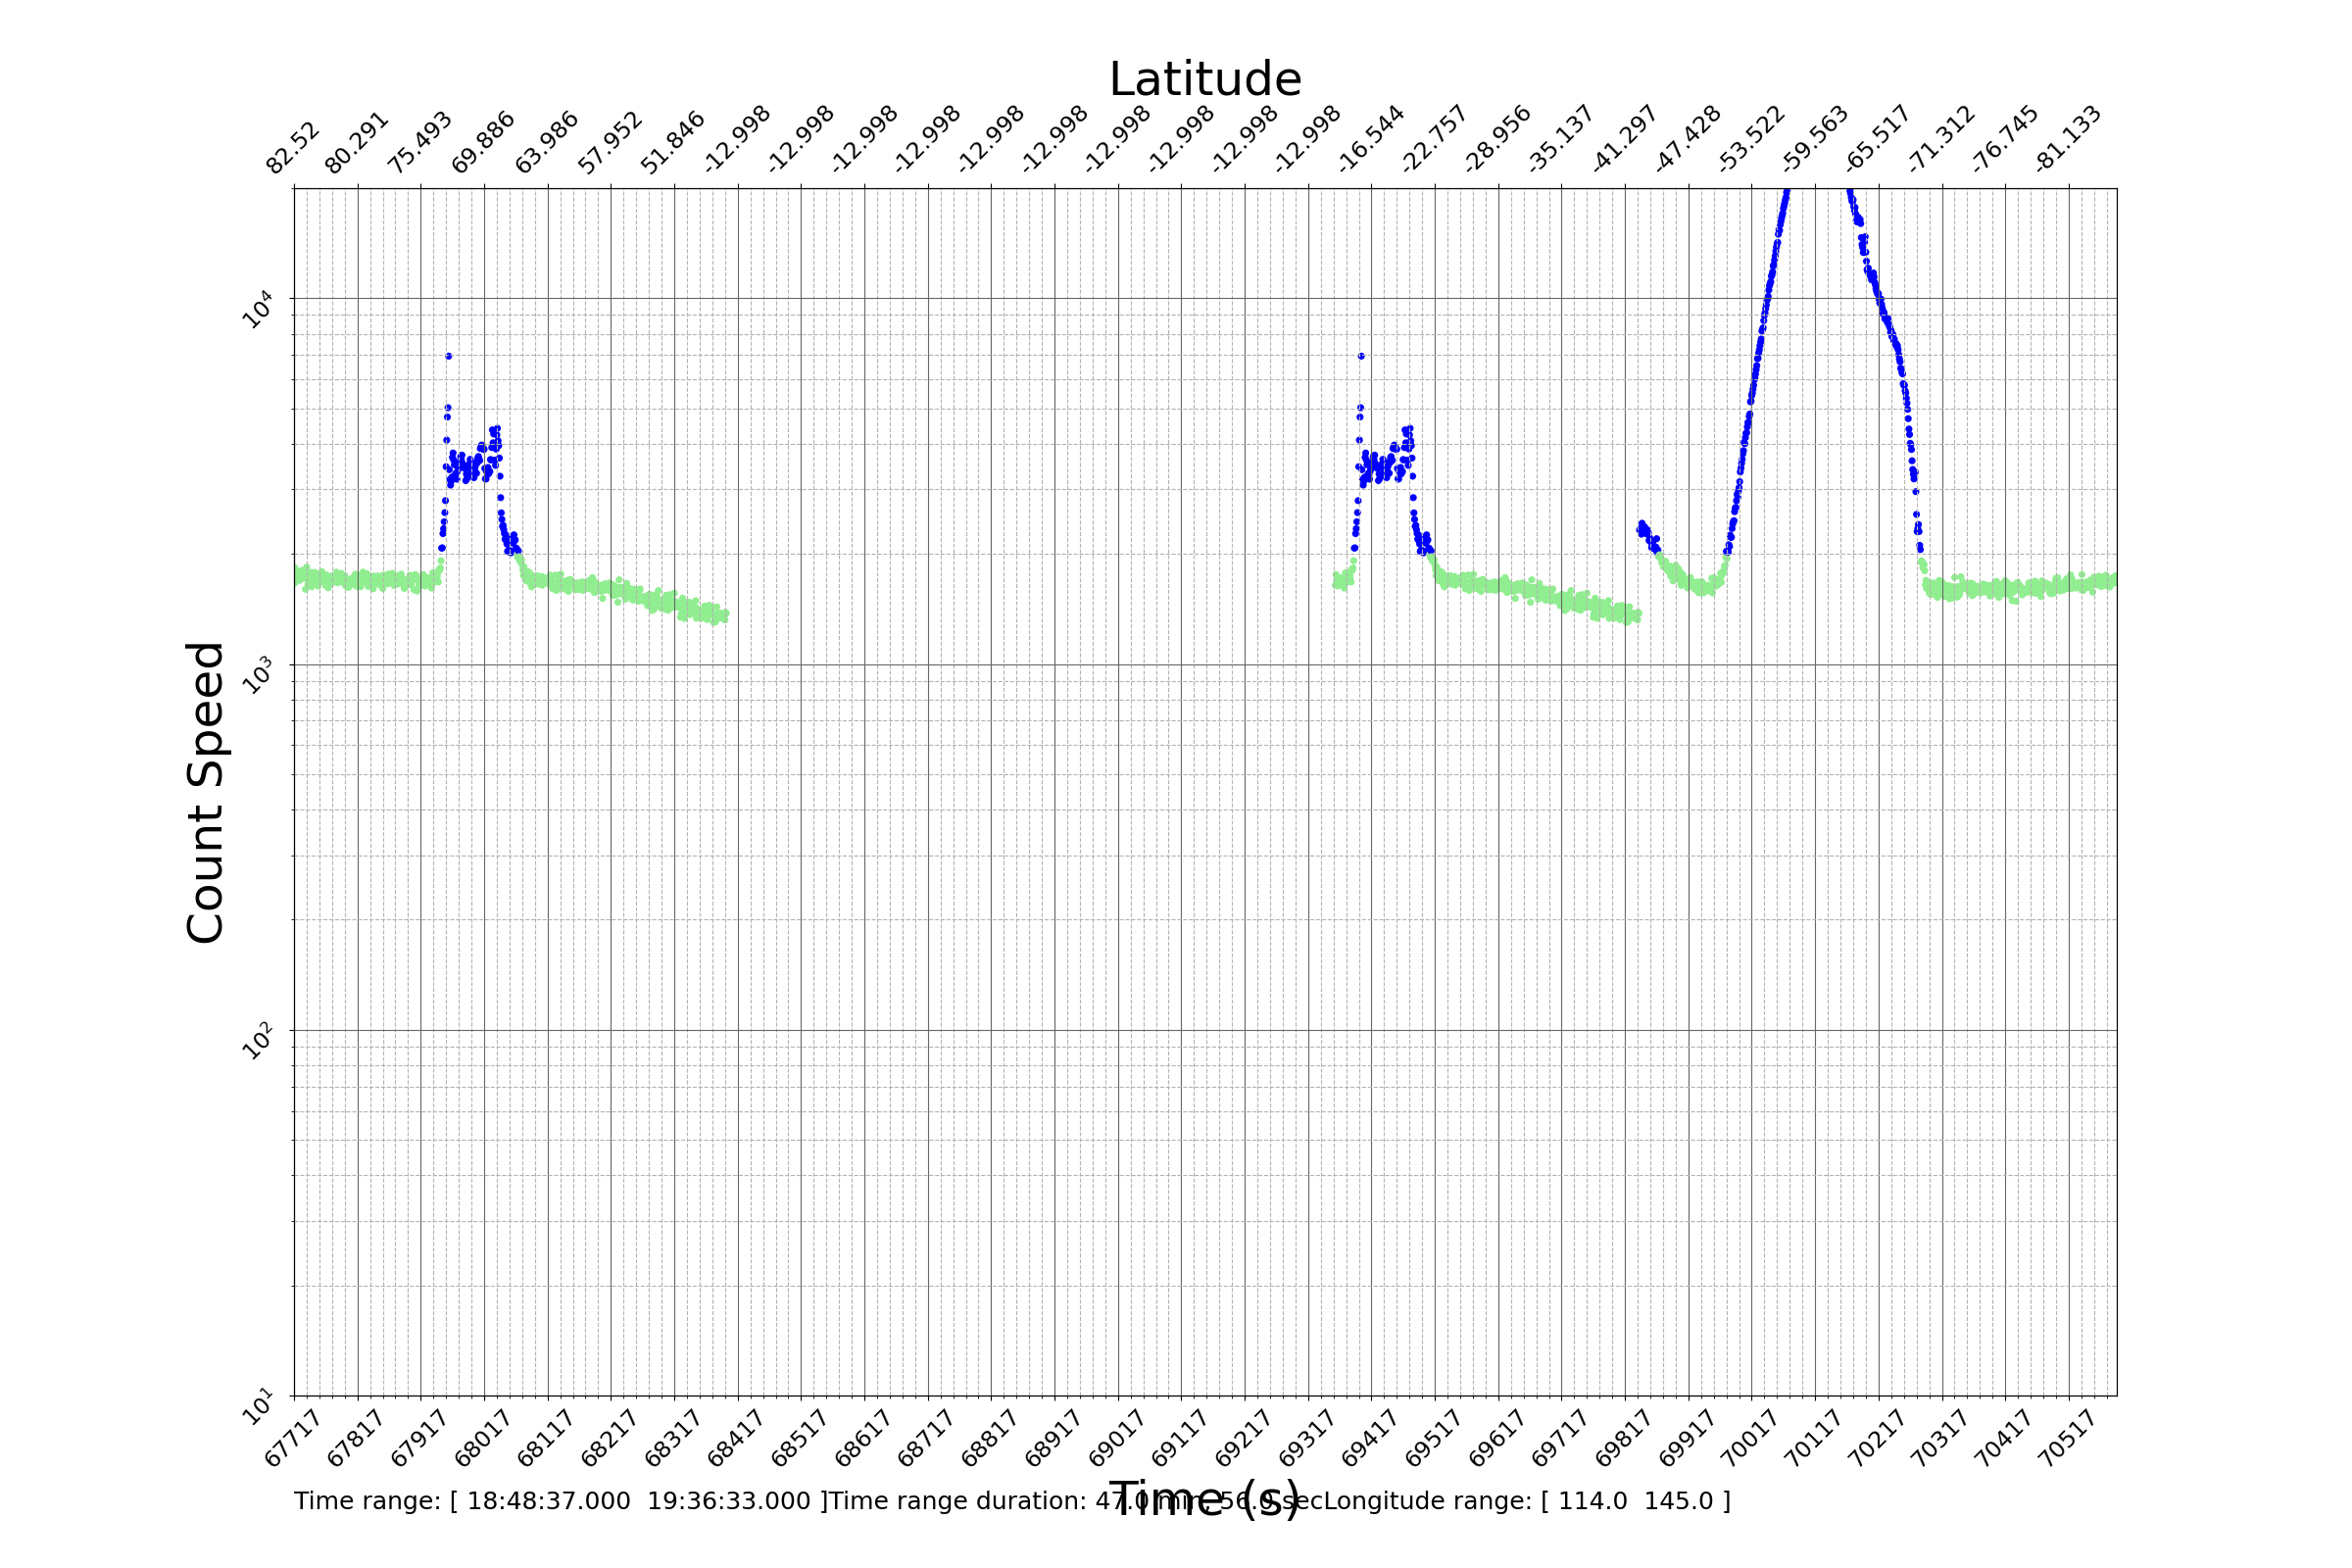 Latitude
82.52 80.291 75.493 69.886 63.986 57.952 51.846 -12.998 -12.998 -12.998 -12.998 -12.998 -12.998 -12.998 -12.998 -12.998 -12.998 -16.544 -22.757 -28.956 -35.137 -41.297 -47.428 -53.522 -59.563 -65.517 -71.312 -76.745 -81.133
10⁴
10³
Count Speed
10²
10¹
67717 67817 67917 68017 68117 68217 68317 68417 68517 68617 68717 68817 68917 69017 69117 69217 69317 69417 69517 69617 69717 69817 69917 70017 70117 70217 70317 70417 70517
Time (s)
Time range: [ 18:48:37.000  19:36:33.000 ]Time range duration: 47.0 min, 56.0 secLongitude range: [ 114.0  145.0 ]